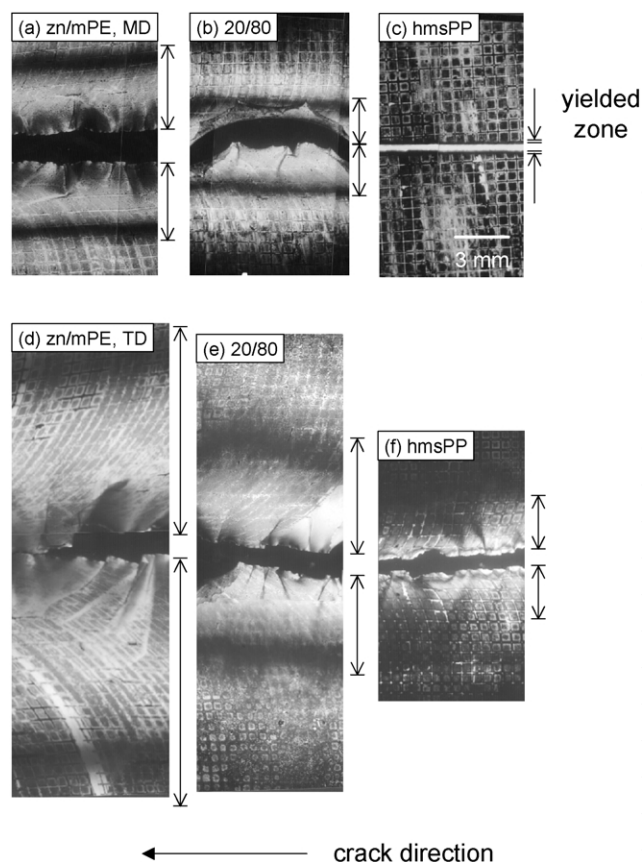 (a) zn/mPE, MD
(b) 20/80
(c) hmsPP
yielded
zone
3 mm
(d) zn/mPE, TD
(e) 20/80
(f) hmsPP
crack direction